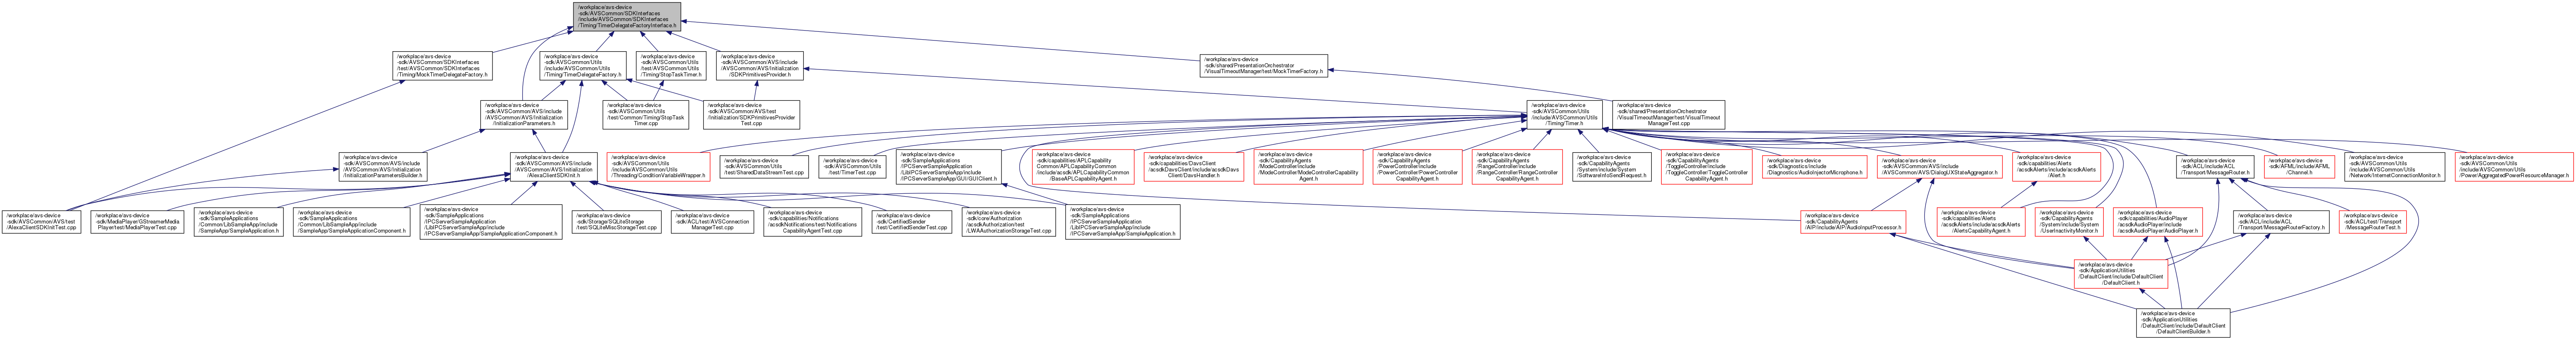 /workplace/avs-device
-sdk/AVSCommon/SDKInterfaces
/include/AVSCommon/SDKInterfaces
/Timing/TimerDelegateFactoryInterface.h
/workplace/avs-device
-sdk/AVSCommon/SDKInterfaces
/test/AVSCommon/SDKInterfaces
/Timing/MockTimerDelegateFactory.h
/workplace/avs-device
-sdk/AVSCommon/Utils
/include/AVSCommon/Utils
/Timing/TimerDelegateFactory.h
/workplace/avs-device
-sdk/AVSCommon/Utils
/test/AVSCommon/Utils
/Timing/StopTaskTimer.h
/workplace/avs-device
-sdk/AVSCommon/AVS/include
/AVSCommon/AVS/Initialization
/SDKPrimitivesProvider.h
/workplace/avs-device
-sdk/shared/PresentationOrchestrator
/VisualTimeoutManager/test/MockTimerFactory.h
/workplace/avs-device
-sdk/AVSCommon/AVS/include
/AVSCommon/AVS/Initialization
/InitializationParameters.h
/workplace/avs-device
-sdk/AVSCommon/Utils
/test/Common/Timing/StopTask
Timer.cpp
/workplace/avs-device
-sdk/AVSCommon/AVS/test
/Initialization/SDKPrimitivesProvider
Test.cpp
/workplace/avs-device
-sdk/AVSCommon/Utils
/include/AVSCommon/Utils
/Timing/Timer.h
/workplace/avs-device
-sdk/shared/PresentationOrchestrator
/VisualTimeoutManager/test/VisualTimeout
ManagerTest.cpp
/workplace/avs-device
-sdk/AVSCommon/AVS/include
/AVSCommon/AVS/Initialization
/InitializationParametersBuilder.h
/workplace/avs-device
-sdk/AVSCommon/AVS/include
/AVSCommon/AVS/Initialization
/AlexaClientSDKInit.h
/workplace/avs-device
-sdk/AVSCommon/Utils
/include/AVSCommon/Utils
/Threading/ConditionVariableWrapper.h
/workplace/avs-device
-sdk/AVSCommon/Utils
/test/SharedDataStreamTest.cpp
/workplace/avs-device
-sdk/AVSCommon/Utils
/test/TimerTest.cpp
/workplace/avs-device
-sdk/SampleApplications
/IPCServerSampleApplication
/LibIPCServerSampleApp/include
/IPCServerSampleApp/GUI/GUIClient.h
/workplace/avs-device
-sdk/capabilities/APLCapability
Common/APLCapabilityCommon
/include/acsdk/APLCapabilityCommon
/BaseAPLCapabilityAgent.h
/workplace/avs-device
-sdk/capabilities/DavsClient
/acsdkDavsClient/include/acsdkDavs
Client/DavsHandler.h
/workplace/avs-device
-sdk/CapabilityAgents
/ModeController/include
/ModeController/ModeControllerCapability
Agent.h
/workplace/avs-device
-sdk/CapabilityAgents
/PowerController/include
/PowerController/PowerController
CapabilityAgent.h
/workplace/avs-device
-sdk/CapabilityAgents
/RangeController/include
/RangeController/RangeController
CapabilityAgent.h
/workplace/avs-device
-sdk/CapabilityAgents
/System/include/System
/SoftwareInfoSendRequest.h
/workplace/avs-device
-sdk/CapabilityAgents
/ToggleController/include
/ToggleController/ToggleController
CapabilityAgent.h
/workplace/avs-device
-sdk/Diagnostics/include
/Diagnostics/AudioInjectorMicrophone.h
/workplace/avs-device
-sdk/AVSCommon/AVS/include
/AVSCommon/AVS/DialogUXStateAggregator.h
/workplace/avs-device
-sdk/capabilities/Alerts
/acsdkAlerts/include/acsdkAlerts
/Alert.h
/workplace/avs-device
-sdk/ACL/include/ACL
/Transport/MessageRouter.h
/workplace/avs-device
-sdk/AFML/include/AFML
/Channel.h
/workplace/avs-device
-sdk/AVSCommon/Utils
/include/AVSCommon/Utils
/Network/InternetConnectionMonitor.h
/workplace/avs-device
-sdk/AVSCommon/Utils
/include/AVSCommon/Utils
/Power/AggregatedPowerResourceManager.h
/workplace/avs-device
-sdk/AVSCommon/AVS/test
/AlexaClientSDKInitTest.cpp
/workplace/avs-device
-sdk/MediaPlayer/GStreamerMedia
Player/test/MediaPlayerTest.cpp
/workplace/avs-device
-sdk/SampleApplications
/Common/LibSampleApp/include
/SampleApp/SampleApplication.h
/workplace/avs-device
-sdk/SampleApplications
/Common/LibSampleApp/include
/SampleApp/SampleApplicationComponent.h
/workplace/avs-device
-sdk/SampleApplications
/IPCServerSampleApplication
/LibIPCServerSampleApp/include
/IPCServerSampleApp/SampleApplicationComponent.h
/workplace/avs-device
-sdk/Storage/SQLiteStorage
/test/SQLiteMiscStorageTest.cpp
/workplace/avs-device
-sdk/ACL/test/AVSConnection
ManagerTest.cpp
/workplace/avs-device
-sdk/capabilities/Notifications
/acsdkNotifications/test/Notifications
CapabilityAgentTest.cpp
/workplace/avs-device
-sdk/CertifiedSender
/test/CertifiedSenderTest.cpp
/workplace/avs-device
-sdk/core/Authorization
/acsdkAuthorization/test
/LWAAuthorizationStorageTest.cpp
/workplace/avs-device
-sdk/SampleApplications
/IPCServerSampleApplication
/LibIPCServerSampleApp/include
/IPCServerSampleApp/SampleApplication.h
/workplace/avs-device
-sdk/CapabilityAgents
/AIP/include/AIP/AudioInputProcessor.h
/workplace/avs-device
-sdk/capabilities/Alerts
/acsdkAlerts/include/acsdkAlerts
/AlertsCapabilityAgent.h
/workplace/avs-device
-sdk/CapabilityAgents
/System/include/System
/UserInactivityMonitor.h
/workplace/avs-device
-sdk/capabilities/AudioPlayer
/acsdkAudioPlayer/include
/acsdkAudioPlayer/AudioPlayer.h
/workplace/avs-device
-sdk/ACL/include/ACL
/Transport/MessageRouterFactory.h
/workplace/avs-device
-sdk/ACL/test/Transport
/MessageRouterTest.h
/workplace/avs-device
-sdk/ApplicationUtilities
/DefaultClient/include/DefaultClient
/DefaultClient.h
/workplace/avs-device
-sdk/ApplicationUtilities
/DefaultClient/include/DefaultClient
/DefaultClientBuilder.h